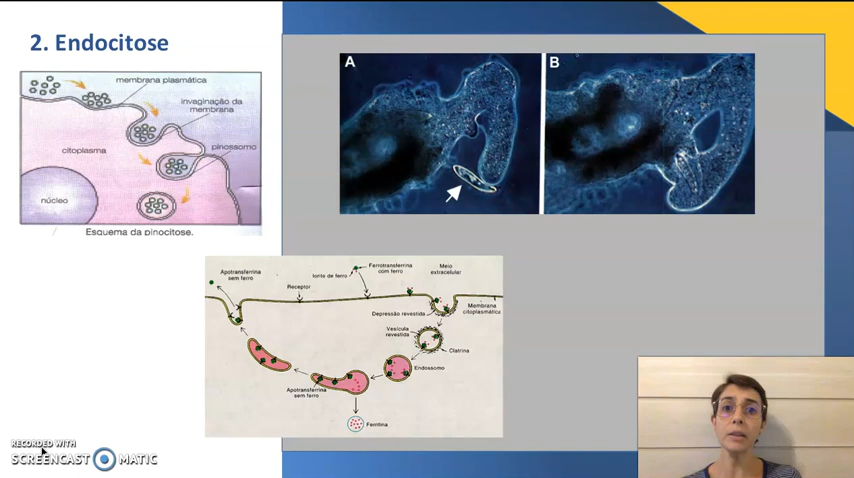 2. Endocitose
membrana plasmática
invaginação da
membrana
citoplasma
pinossomo
núcleo
Esquema da pinocitose.
A
B
Apotransferrina
sem ferro
Receptor
Ionte de ferro
Ferrotransferrina
com ferro
Meio
extracelular
Depressão revestida
Membrana
citoplasmática
Vesícula
revestida
Clatrina
Endossomo
Apotransferrina
sem ferro
Ferritina
RECORDED WITH
SCREENCAST MATIC